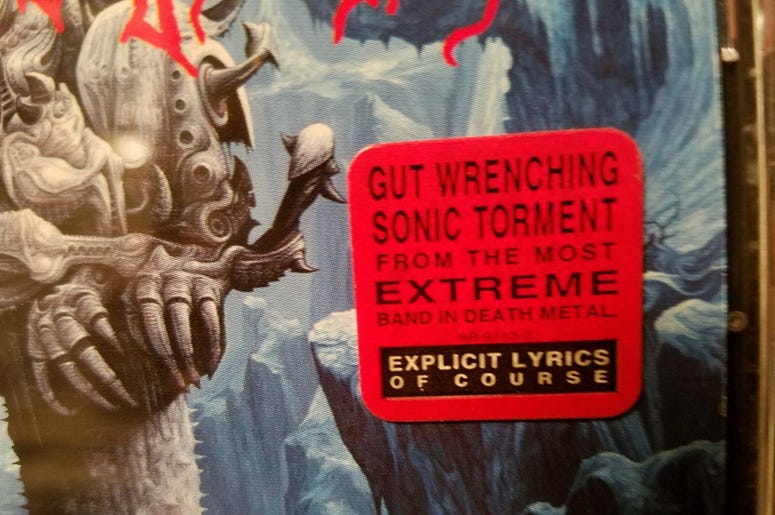 GUT WRENCHING
SONIC TORMENT
FROM THE MOST
EXTREME
BAND IN DEATH METAL.
EXPLICIT LYRICS
OF COURSE